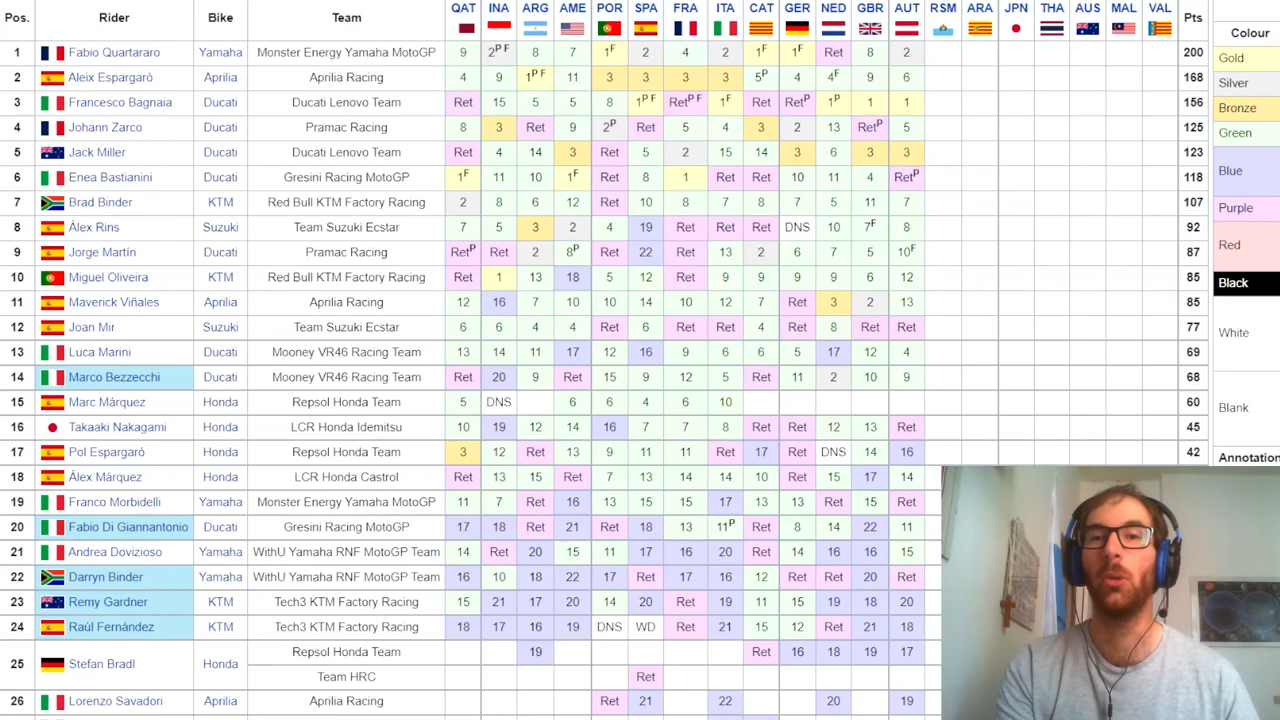 Pos. Rider Bike Team QAT INA ARG AME POR SPA FRA ITA CAT GER NED GBR AUT RSM ARA JPN THA AUS MAL VAL Pts
1 Fabio Quartararo Yamaha Monster Energy Yamaha MotoGP 9 2P F 8 7 1F 2 4 2 1F 1F Ret 8 2 200
2 Aleix Espargaró Aprilia Aprilia Racing 4 9 1P F 11 3 3 3 3 5P 4 4F 9 6 168
3 Francesco Bagnaia Ducati Ducati Lenovo Team Ret 15 5 5 8 1P F RetP F 1F Ret RetP 1P 1 1 156
4 Johann Zarco Ducati Pramac Racing 8 3 Ret 9 2P Ret 5 4 3 2 13 RetP 5 125
5 Jack Miller Ducati Ducati Lenovo Team Ret 4 14 3 Ret 5 2 15 14 3 6 3 3 123
6 Enea Bastianini Ducati Gresini Racing MotoGP 1F 11 10 1F Ret 8 1 Ret Ret 10 11 4 RetP 118
7 Brad Binder KTM Red Bull KTM Factory Racing 2 8 6 12 Ret 10 8 7 8 7 5 11 7 107
8 Álex Rins Suzuki Team Suzuki Ecstar 7 5 3 2 4 19 Ret Ret Ret DNS 10 7F 8 92
9 Jorge Martín Ducati Pramac Racing RetP Ret 2 8P Ret 22 Ret 13 2 6 7 5 10F 87
10 Miguel Oliveira KTM Red Bull KTM Factory Racing Ret 1 13 18 5 12 Ret 9 9 9 9 6 12 85
11 Maverick Viñales Aprilia Aprilia Racing 12 16 7 10 10 14 10 12 7 Ret 3 2 13 85
12 Joan Mir Suzuki Team Suzuki Ecstar 6 6 4 4 Ret 6 Ret Ret 4 Ret 8 Ret Ret 77
13 Luca Marini Ducati Mooney VR46 Racing Team 13 14 11 17 12 16 9 6 6 5 17 12 4 69
14 Marco Bezzecchi Ducati Mooney VR46 Racing Team Ret 20 9 Ret 15 9 12 5 Ret 11 2 10 9 68
15 Marc Márquez Honda Repsol Honda Team 5 DNS 6 6 4 6 10 60
16 Takaaki Nakagami Honda LCR Honda Idemitsu 10 19 12 14 16 7 7 8 Ret Ret 12 13 Ret 45
17 Pol Espargaró Honda Repsol Honda Team 3 12 Ret 13 9 11 11 Ret 17 Ret DNS 14 16 42
18 Álex Márquez Honda LCR Honda Castrol Ret 13 15 Ret 7 13 14 14 10 Ret 15 17 14
19 Franco Morbidelli Yamaha Monster Energy Yamaha MotoGP 11 7 Ret 16 13 15 15 17 13 13 Ret 15 Ret
20 Fabio Di Giannantonio Ducati Gresini Racing MotoGP 17 18 Ret 21 Ret 18 13 11P Ret 8 14 22 11
21 Andrea Dovizioso Yamaha WithU Yamaha RNF MotoGP Team 14 Ret 20 15 11 17 16 20 Ret 14 16 16 15
22 Darryn Binder Yamaha WithU Yamaha RNF MotoGP Team 16 10 18 22 17 Ret 17 16 12 Ret Ret 20 Ret
23 Remy Gardner KTM Tech3 KTM Factory Racing 15 21 17 20 14 20 Ret 19 11 15 19 18 20
24 Raúl Fernández KTM Tech3 KTM Factory Racing 18 17 16 19 DNS WD Ret 21 15 12 Ret 21 18
25 Stefan Bradl Honda Repsol Honda Team 19 Ret 16 18 19 17
Team HRC Ret
26 Lorenzo Savadori Aprilia Aprilia Racing Ret 21 22 20 19
Colour
Gold
Silver
Bronze
Green
Blue
Purple
Red
Black
White
Blank
Annotation